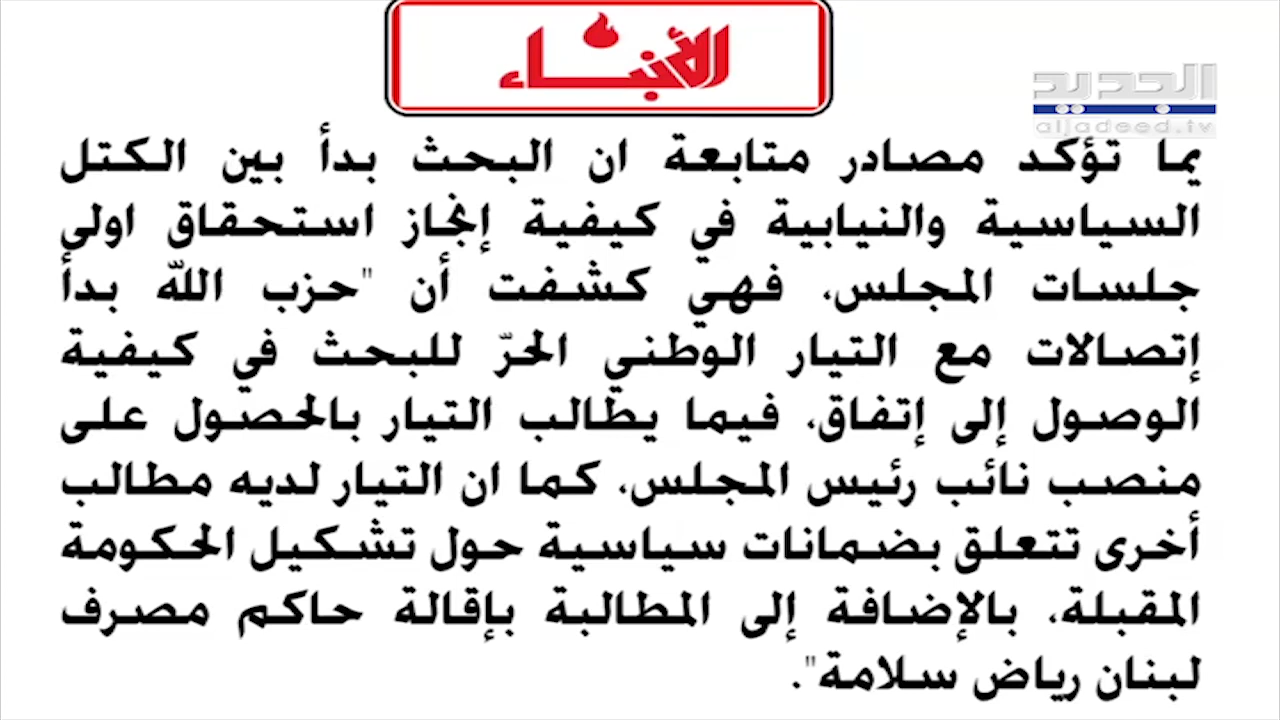 الأنباء
الجديد
aljadeed.tv
يما تؤكد مصادر متابعة ان البحث بدأ بين الكتل
السياسية والنيابية في كيفية إنجاز استحقاق اولى
جلسات المجلس، فهي كشفت أن "حزب الله بدأ
إتصالات مع التيار الوطني الحرّ للبحث في كيفية
الوصول إلى إتفاق، فيما يطالب التيار بالحصول على
منصب نائب رئيس المجلس، كما ان التيار لديه مطالب
أخرى تتعلق بضمانات سياسية حول تشكيل الحكومة
المقبلة، بالإضافة إلى المطالبة بإقالة حاكم مصرف
لبنان رياض سلامة".